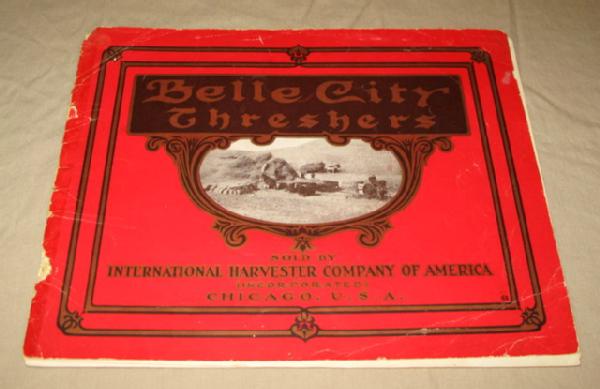 Belle City
Threshers
SOLD BY
INTERNATIONAL HARVESTER COMPANY OF AMERICA
(INCORPORATED)
CHICAGO, U.S.A.